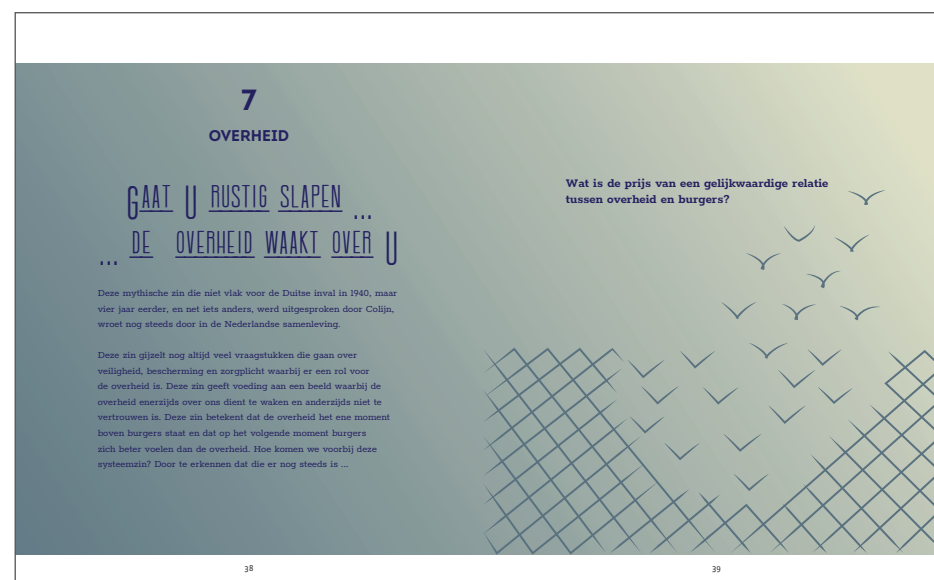 7
OVERHEID
GAAT U RUSTIG SLAPEN ...
... DE OVERHEID WAAKT OVER U
Deze mythische zin die niet vlak voor de Duitse inval in 1940, maar
vier jaar eerder, en net iets anders, werd uitgesproken door Colijn,
wroet nog steeds door in de Nederlandse samenleving.
Deze zin gijzelt nog altijd veel vraagstukken die gaan over
veiligheid, bescherming en zorgplicht waarbij er een rol voor
de overheid is. Deze zin geeft voeding aan een beeld waarbij de
overheid enerzijds over ons dient te waken en anderzijds niet te
vertrouwen is. Deze zin betekent dat de overheid het ene moment
boven burgers staat en dat op het volgende moment burgers
zich beter voelen dan de overheid. Hoe komen we voorbij deze
systeemzin? Door te erkennen dat die er nog steeds is ...
Wat is de prijs van een gelijkwaardige relatie
tussen overheid en burgers?
38
39